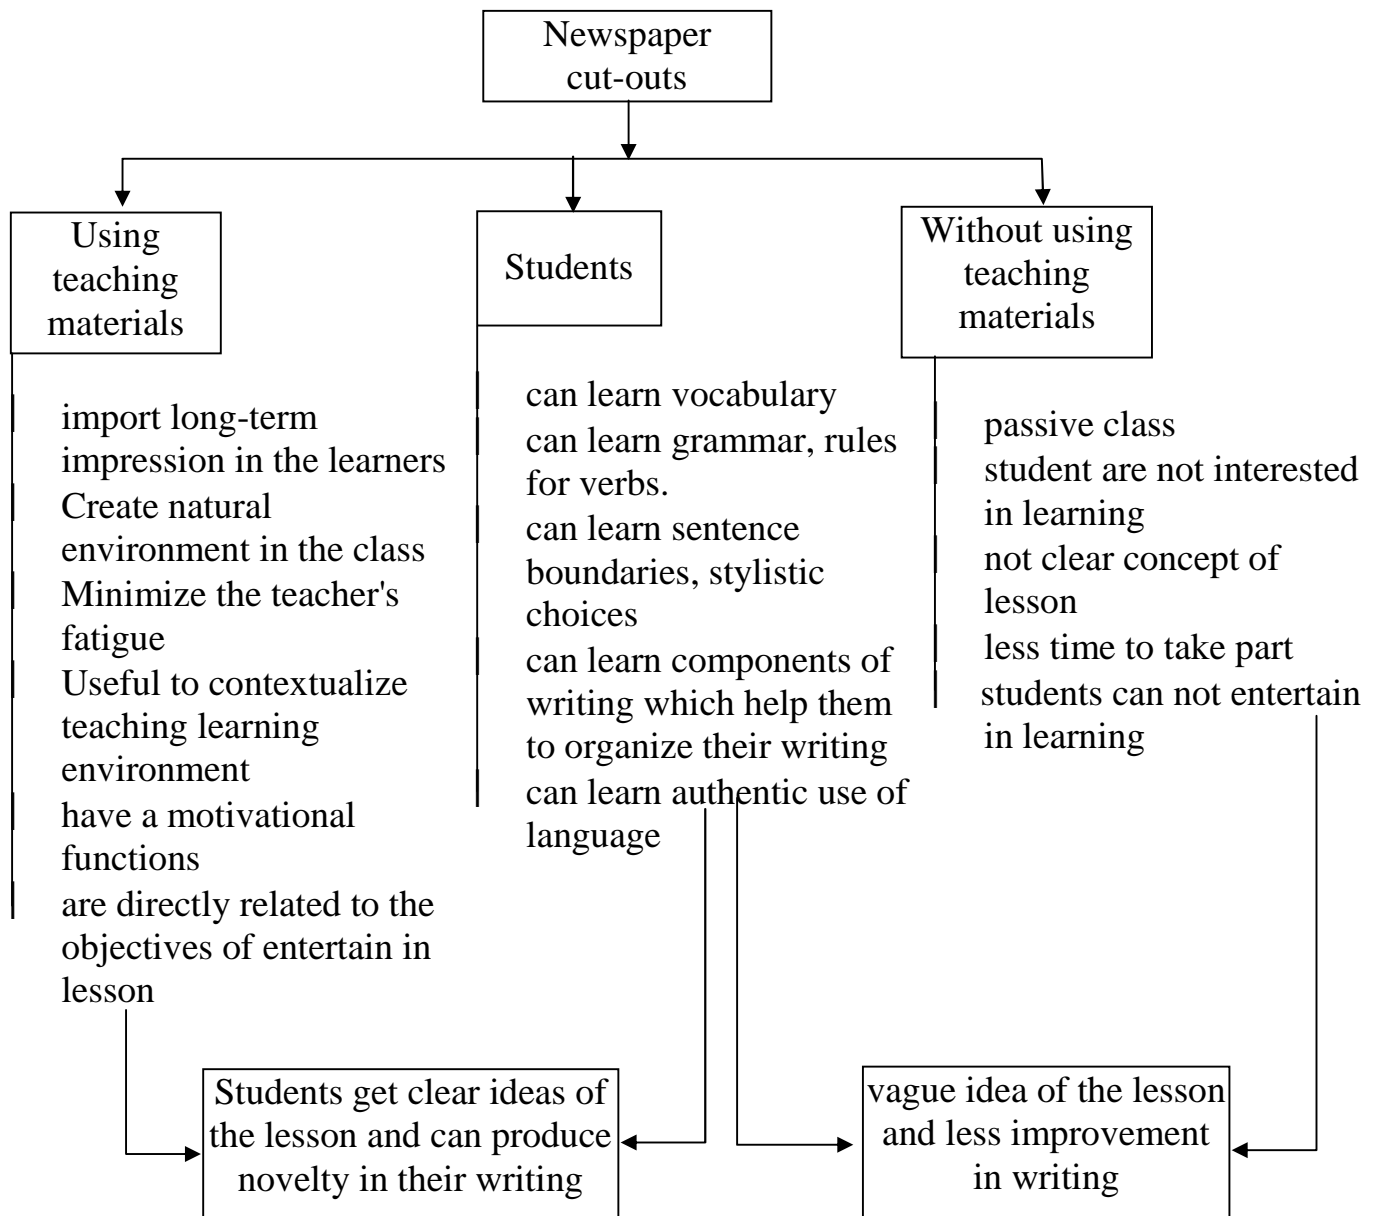 Newspaper
cut-outs
Using
teaching
materials
Students
Without using
teaching
materials
import long-term
impression in the learners
Create natural
environment in the class
Minimize the teacher's
fatigue
Useful to contextualize
teaching learning
environment
have a motivational
functions
are directly related to the
objectives of entertain in
lesson
can learn vocabulary
can learn grammar, rules
for verbs.
can learn sentence
boundaries, stylistic
choices
can learn components of
writing which help them
to organize their writing
can learn authentic use of
language
passive class
student are not interested
in learning
not clear concept of
lesson
less time to take part
students can not entertain
in learning
Students get clear ideas of
the lesson and can produce
novelty in their writing
vague idea of the lesson
and less improvement
in writing